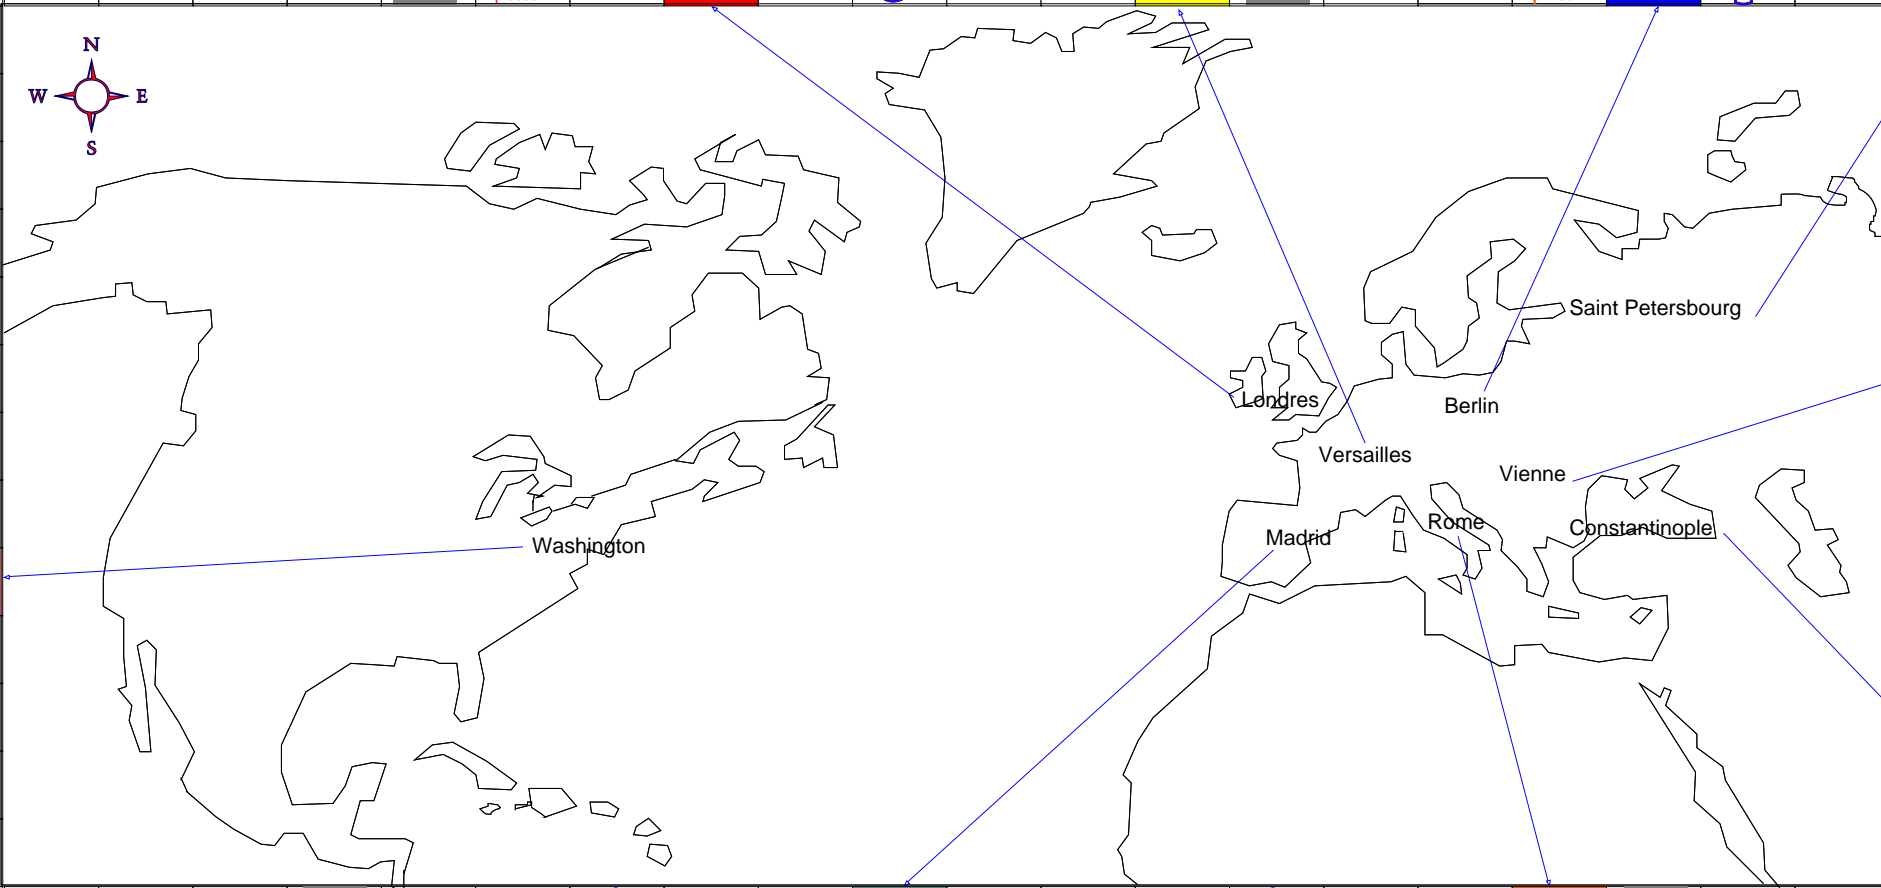 N
W E
S
Saint Petersbourg
Londres
Berlin
Versailles
Vienne
Rome
Constantinople
Madrid
Washington